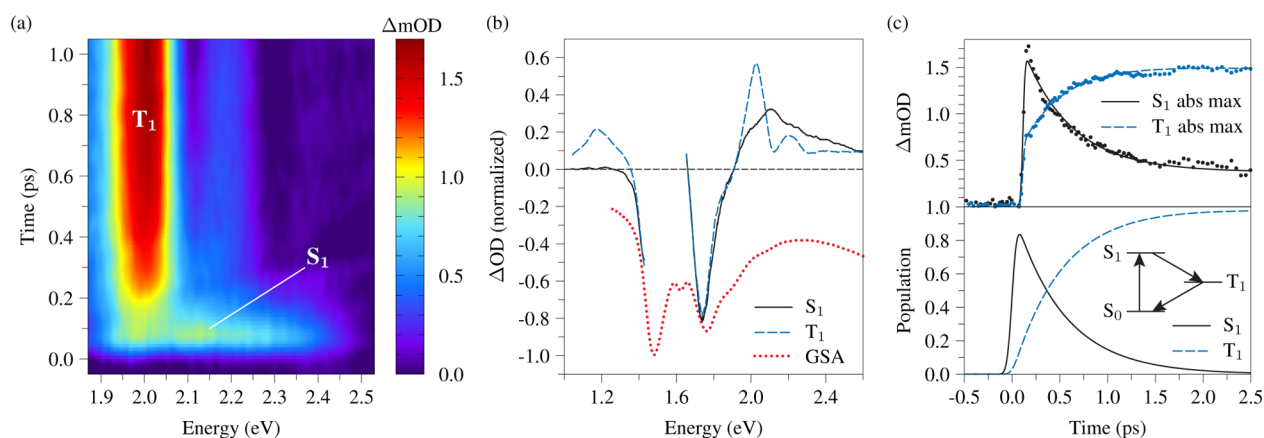 (a)
ΔmOD
1.0
0.8
0.6
0.4
0.2
0.0
Time (ps)
T₁
S₁
1.9 2.0 2.1 2.2 2.3 2.4 2.5
Energy (eV)
1.5
1.0
0.5
0.0
(b)
0.6
0.4
0.2
0.0
-0.2
-0.4
-0.6
-0.8
-1.0
ΔOD (normalized)
S₁
T₁
GSA
1.2 1.6 2.0 2.4
Energy (eV)
(c)
2.0
1.5
1.0
0.5
ΔmOD
S₁ abs max
T₁ abs max
1.0
0.8
0.6
0.4
0.2
0.0
Population
S₁
T₁
S₀
S₁
T₁
-0.5 0.0 0.5 1.0 1.5 2.0 2.5
Time (ps)